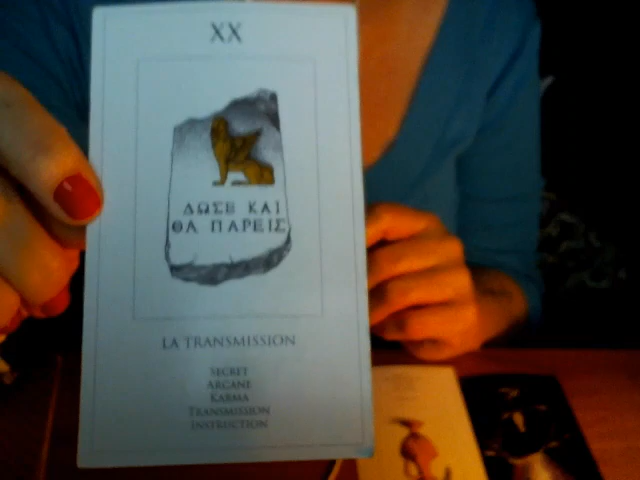 XX
ΔΩΣΕ ΚΑΙ
ΘΑ ΠΑΡΕΙΣ
LA TRANSMISSION
SECRET
ARCANE
KARMA
TRANSMISSION
INSTRUCTION